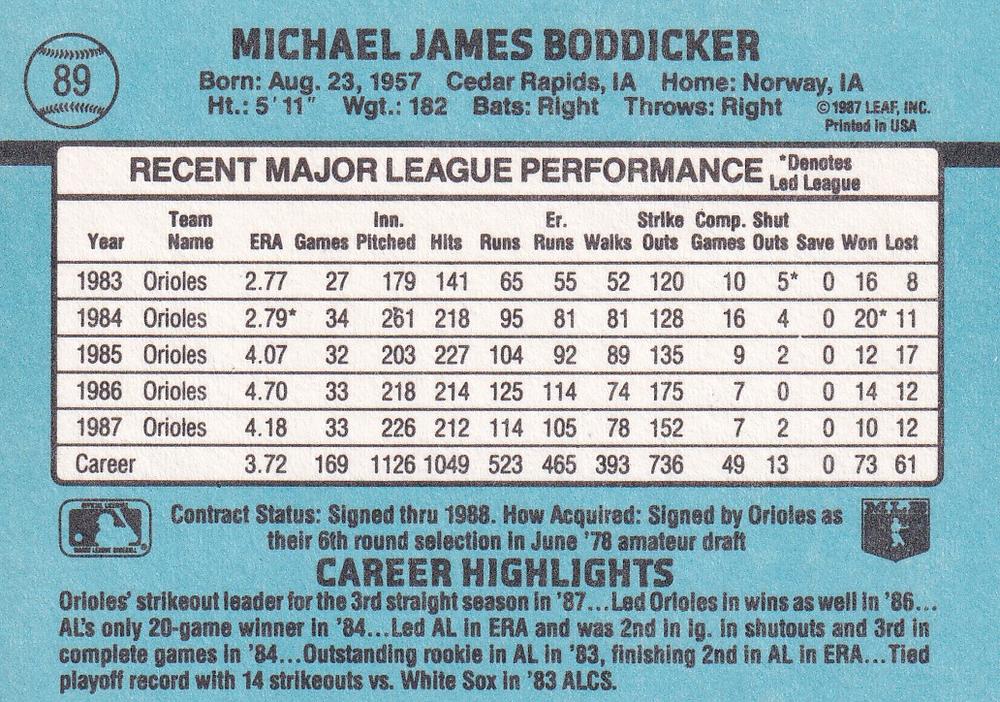 89
MICHAEL JAMES BODDICKER
Born: Aug. 23, 1957 Cedar Rapids, IA Home: Norway, IA
Ht.: 5'11" Wgt.: 182 Bats: Right Throws: Right ©1987 LEAF, INC.
Printed in USA
RECENT MAJOR LEAGUE PERFORMANCE *Denotes
Led League
Team Inn. Er. Strike Comp. Shut
Year Name ERA Games Pitched Hits Runs Runs Walks Outs Games Outs Save Won Lost
1983 Orioles 2.77 27 179 141 65 55 52 120 10 5* 0 16 8
1984 Orioles 2.79* 34 261 218 95 81 81 128 16 4 0 20* 11
1985 Orioles 4.07 32 203 227 104 92 89 135 9 2 0 12 17
1986 Orioles 4.70 33 218 214 125 114 74 175 7 0 0 14 12
1987 Orioles 4.18 33 226 212 114 105 78 152 7 2 0 10 12
Career 3.72 169 1126 1049 523 465 393 736 49 13 0 73 61
Contract Status: Signed thru 1988. How Acquired: Signed by Orioles as
their 6th round selection in June '78 amateur draft
CAREER HIGHLIGHTS
Orioles' strikeout leader for the 3rd straight season in '87...Led Orioles in wins as well in '86...
AL's only 20-game winner in '84...Led AL in ERA and was 2nd in lg. in shutouts and 3rd in
complete games in '84...Outstanding rookie in AL in '83, finishing 2nd in AL in ERA...Tied
playoff record with 14 strikeouts vs. White Sox in '83 ALCS.